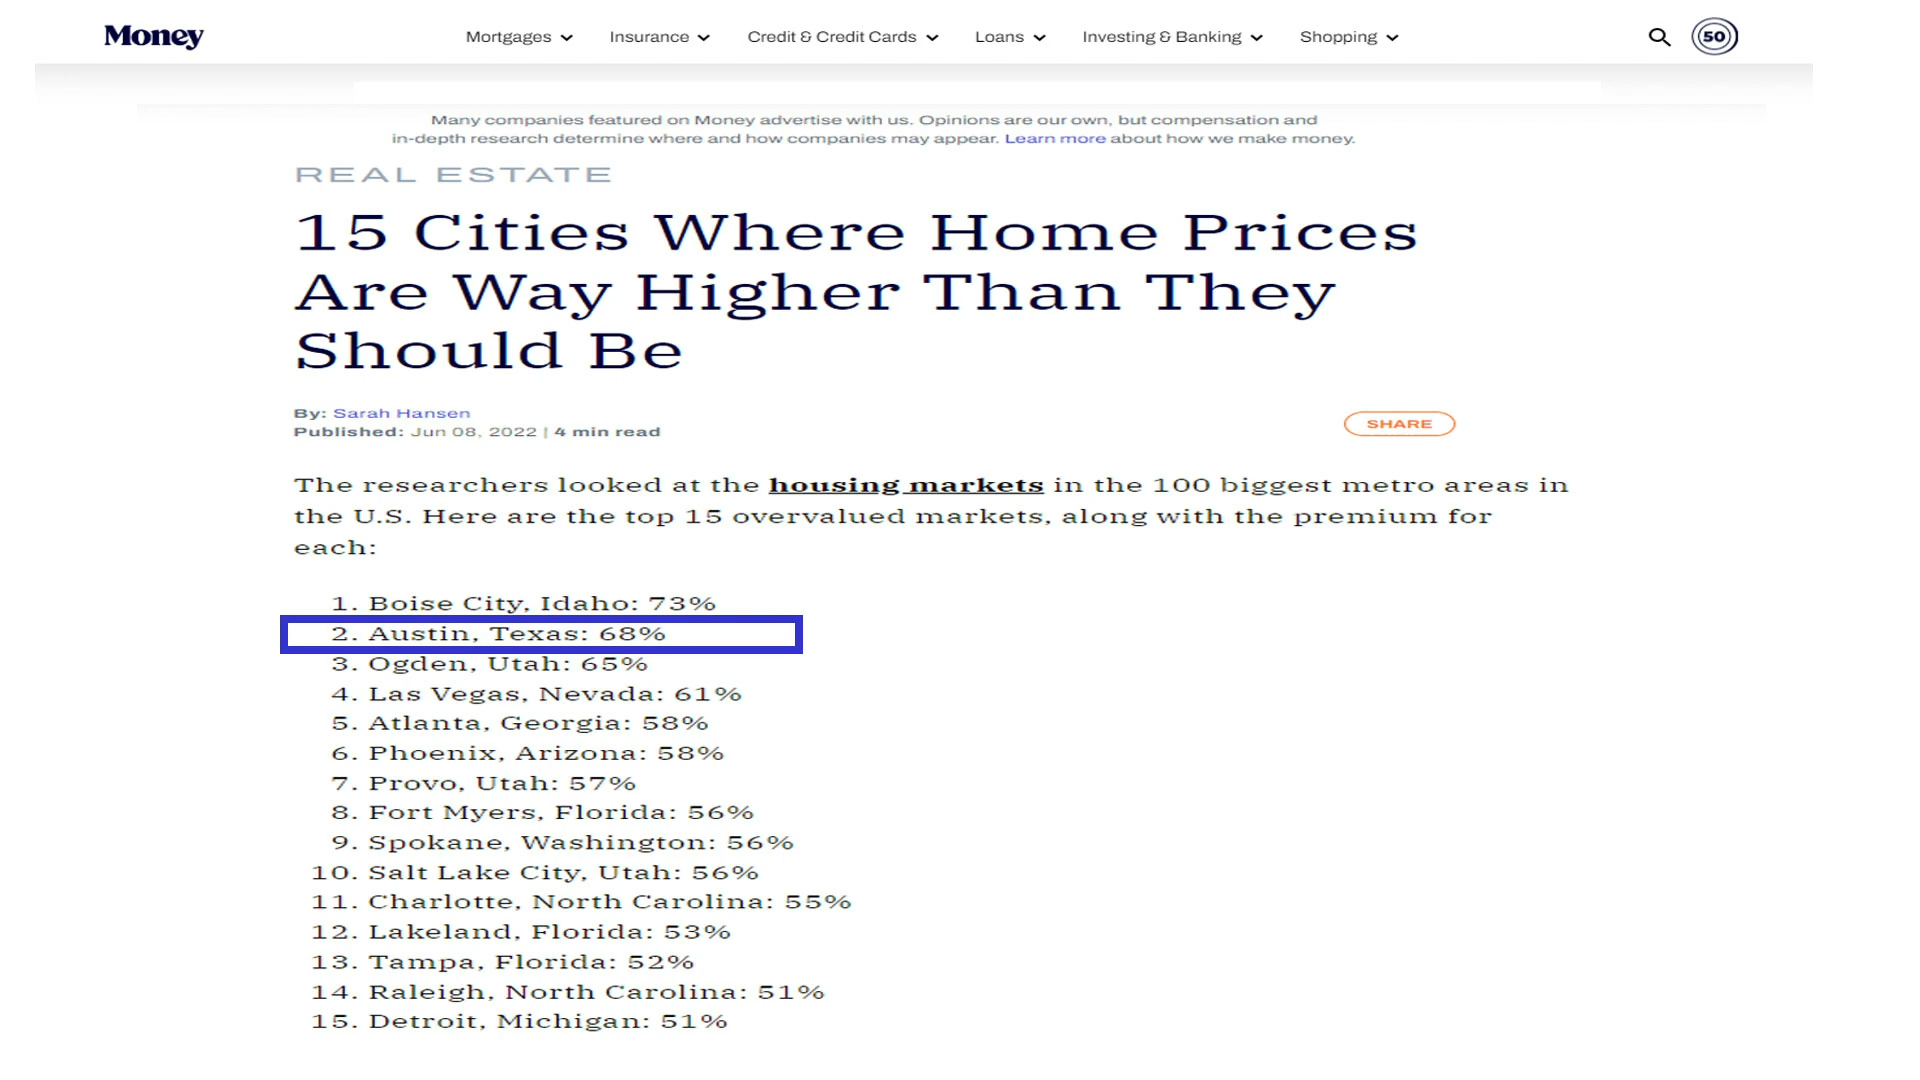 Money
Mortgages
Insurance
Credit & Credit Cards
Loans
Investing & Banking
Shopping
50
Many companies featured on Money advertise with us. Opinions are our own, but compensation and
in-depth research determine where and how companies may appear. Learn more about how we make money.
REAL ESTATE
15 Cities Where Home Prices
Are Way Higher Than They
Should Be
By: Sarah Hansen
Published: Jun 08, 2022 | 4 min read
SHARE
The researchers looked at the housing markets in the 100 biggest metro areas in
the U.S. Here are the top 15 overvalued markets, along with the premium for
each:
1. Boise City, Idaho: 73%
2. Austin, Texas: 68%
3. Ogden, Utah: 65%
4. Las Vegas, Nevada: 61%
5. Atlanta, Georgia: 58%
6. Phoenix, Arizona: 58%
7. Provo, Utah: 57%
8. Fort Myers, Florida: 56%
9. Spokane, Washington: 56%
10. Salt Lake City, Utah: 56%
11. Charlotte, North Carolina: 55%
12. Lakeland, Florida: 53%
13. Tampa, Florida: 52%
14. Raleigh, North Carolina: 51%
15. Detroit, Michigan: 51%